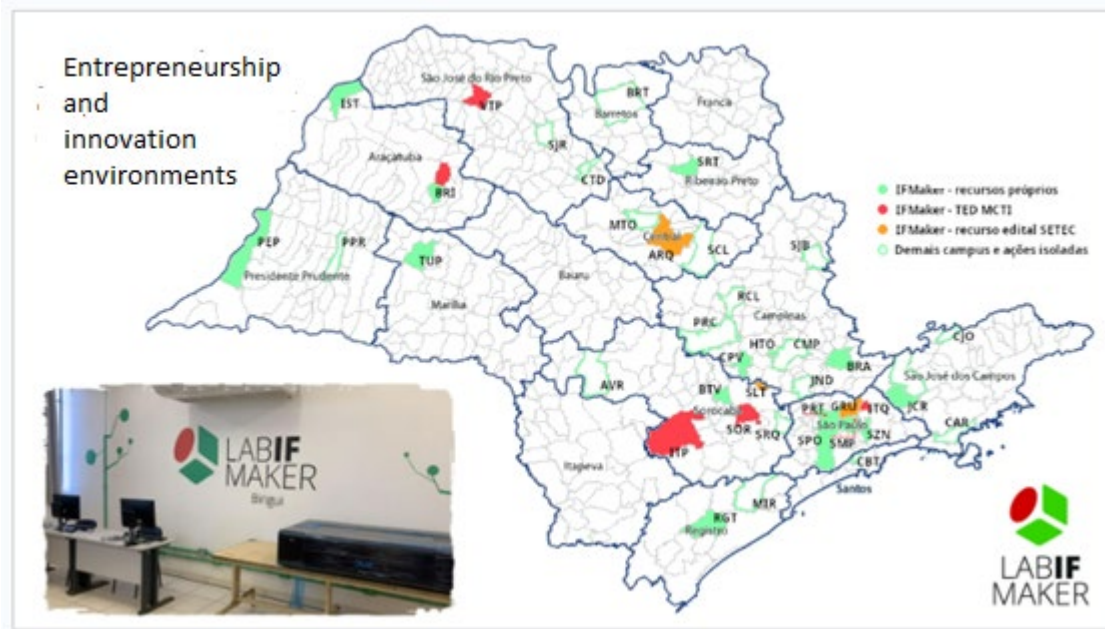 Entrepreneurship
and
innovation
environments
São José do Rio Preto
VTP
EST
BRT
Barretos
Franca
SJR
Araçatuba
BRI
CTD
SRT
Ribeirão Preto
IFMaker - recursos próprios
IFMaker - TED MCTI
IFMaker - recurso edital SETEC
Demais campus e ações isoladas
MTO
Central
ARQ
SCL
SJB
PEP
PPR
Presidente Prudente
TUP
Marília
Bauru
RCL
Campinas
PRC
HTO
CMP
CPV
BRA
CJO
São José dos Campos
AVR
BTV
SLT
JND
JCR
Sorocaba
SOR
SRQ
PRT
GRU
ITQ
São Paulo
CAR
SPO
SMP
SZN
ITP
Itapeva
CBT
Santos
MIR
RGT
Registro
LABIF
MAKER
Birigui
LABIF
MAKER